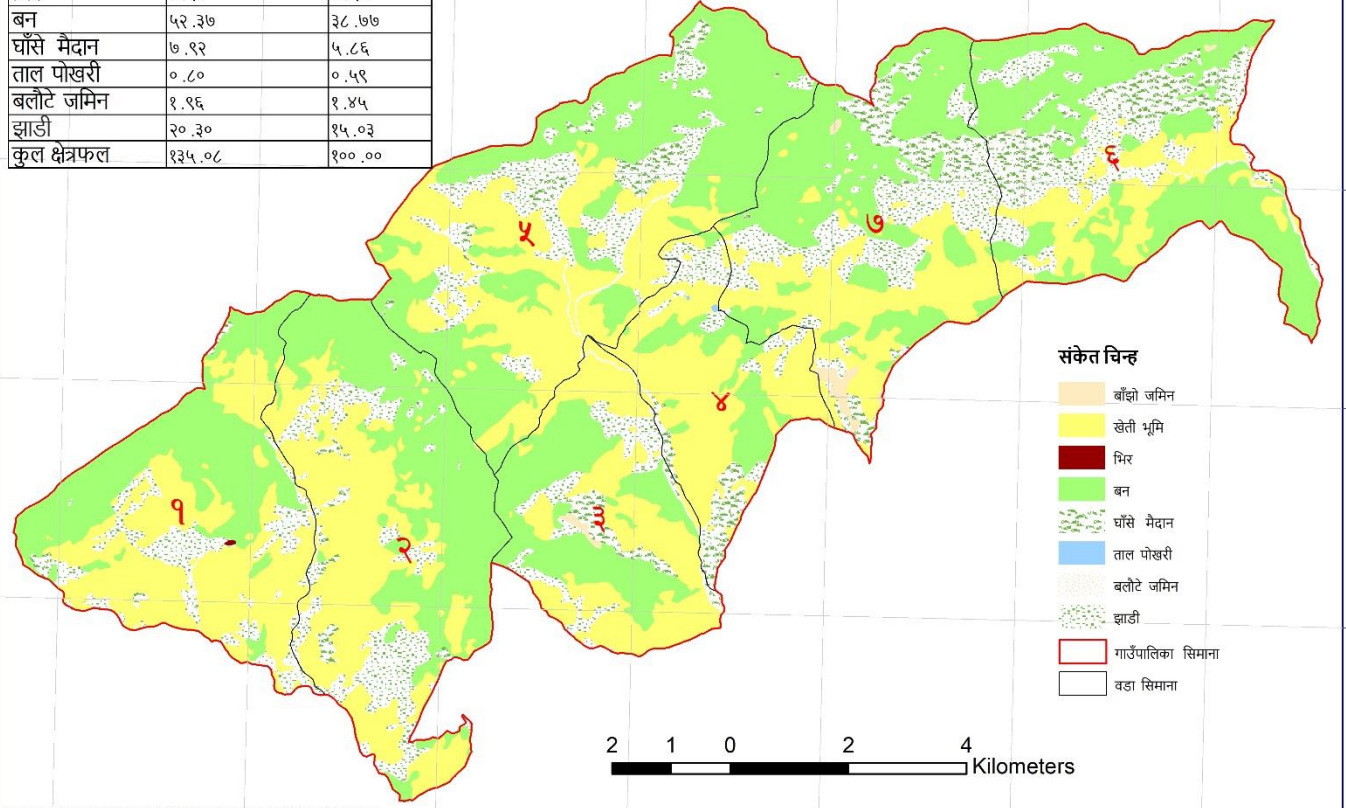 बन ५२.३७ ३८.७७
घाँसे मैदान ७.९२ ५.८६
ताल पोखरी ०.८० ०.५९
बलौटे जमिन १.९६ १.४५
झाडी २०.३० १५.०३
कुल क्षेत्रफल १३५.०८ १००.००
६
५
७
४
१
३
२
संकेत चिन्ह
बाँझो जमिन
खेती भूमि
भिर
बन
घाँसे मैदान
ताल पोखरी
बलौटे जमिन
झाडी
गाउँपालिका सिमाना
वडा सिमाना
2 1 0 2 4
Kilometers